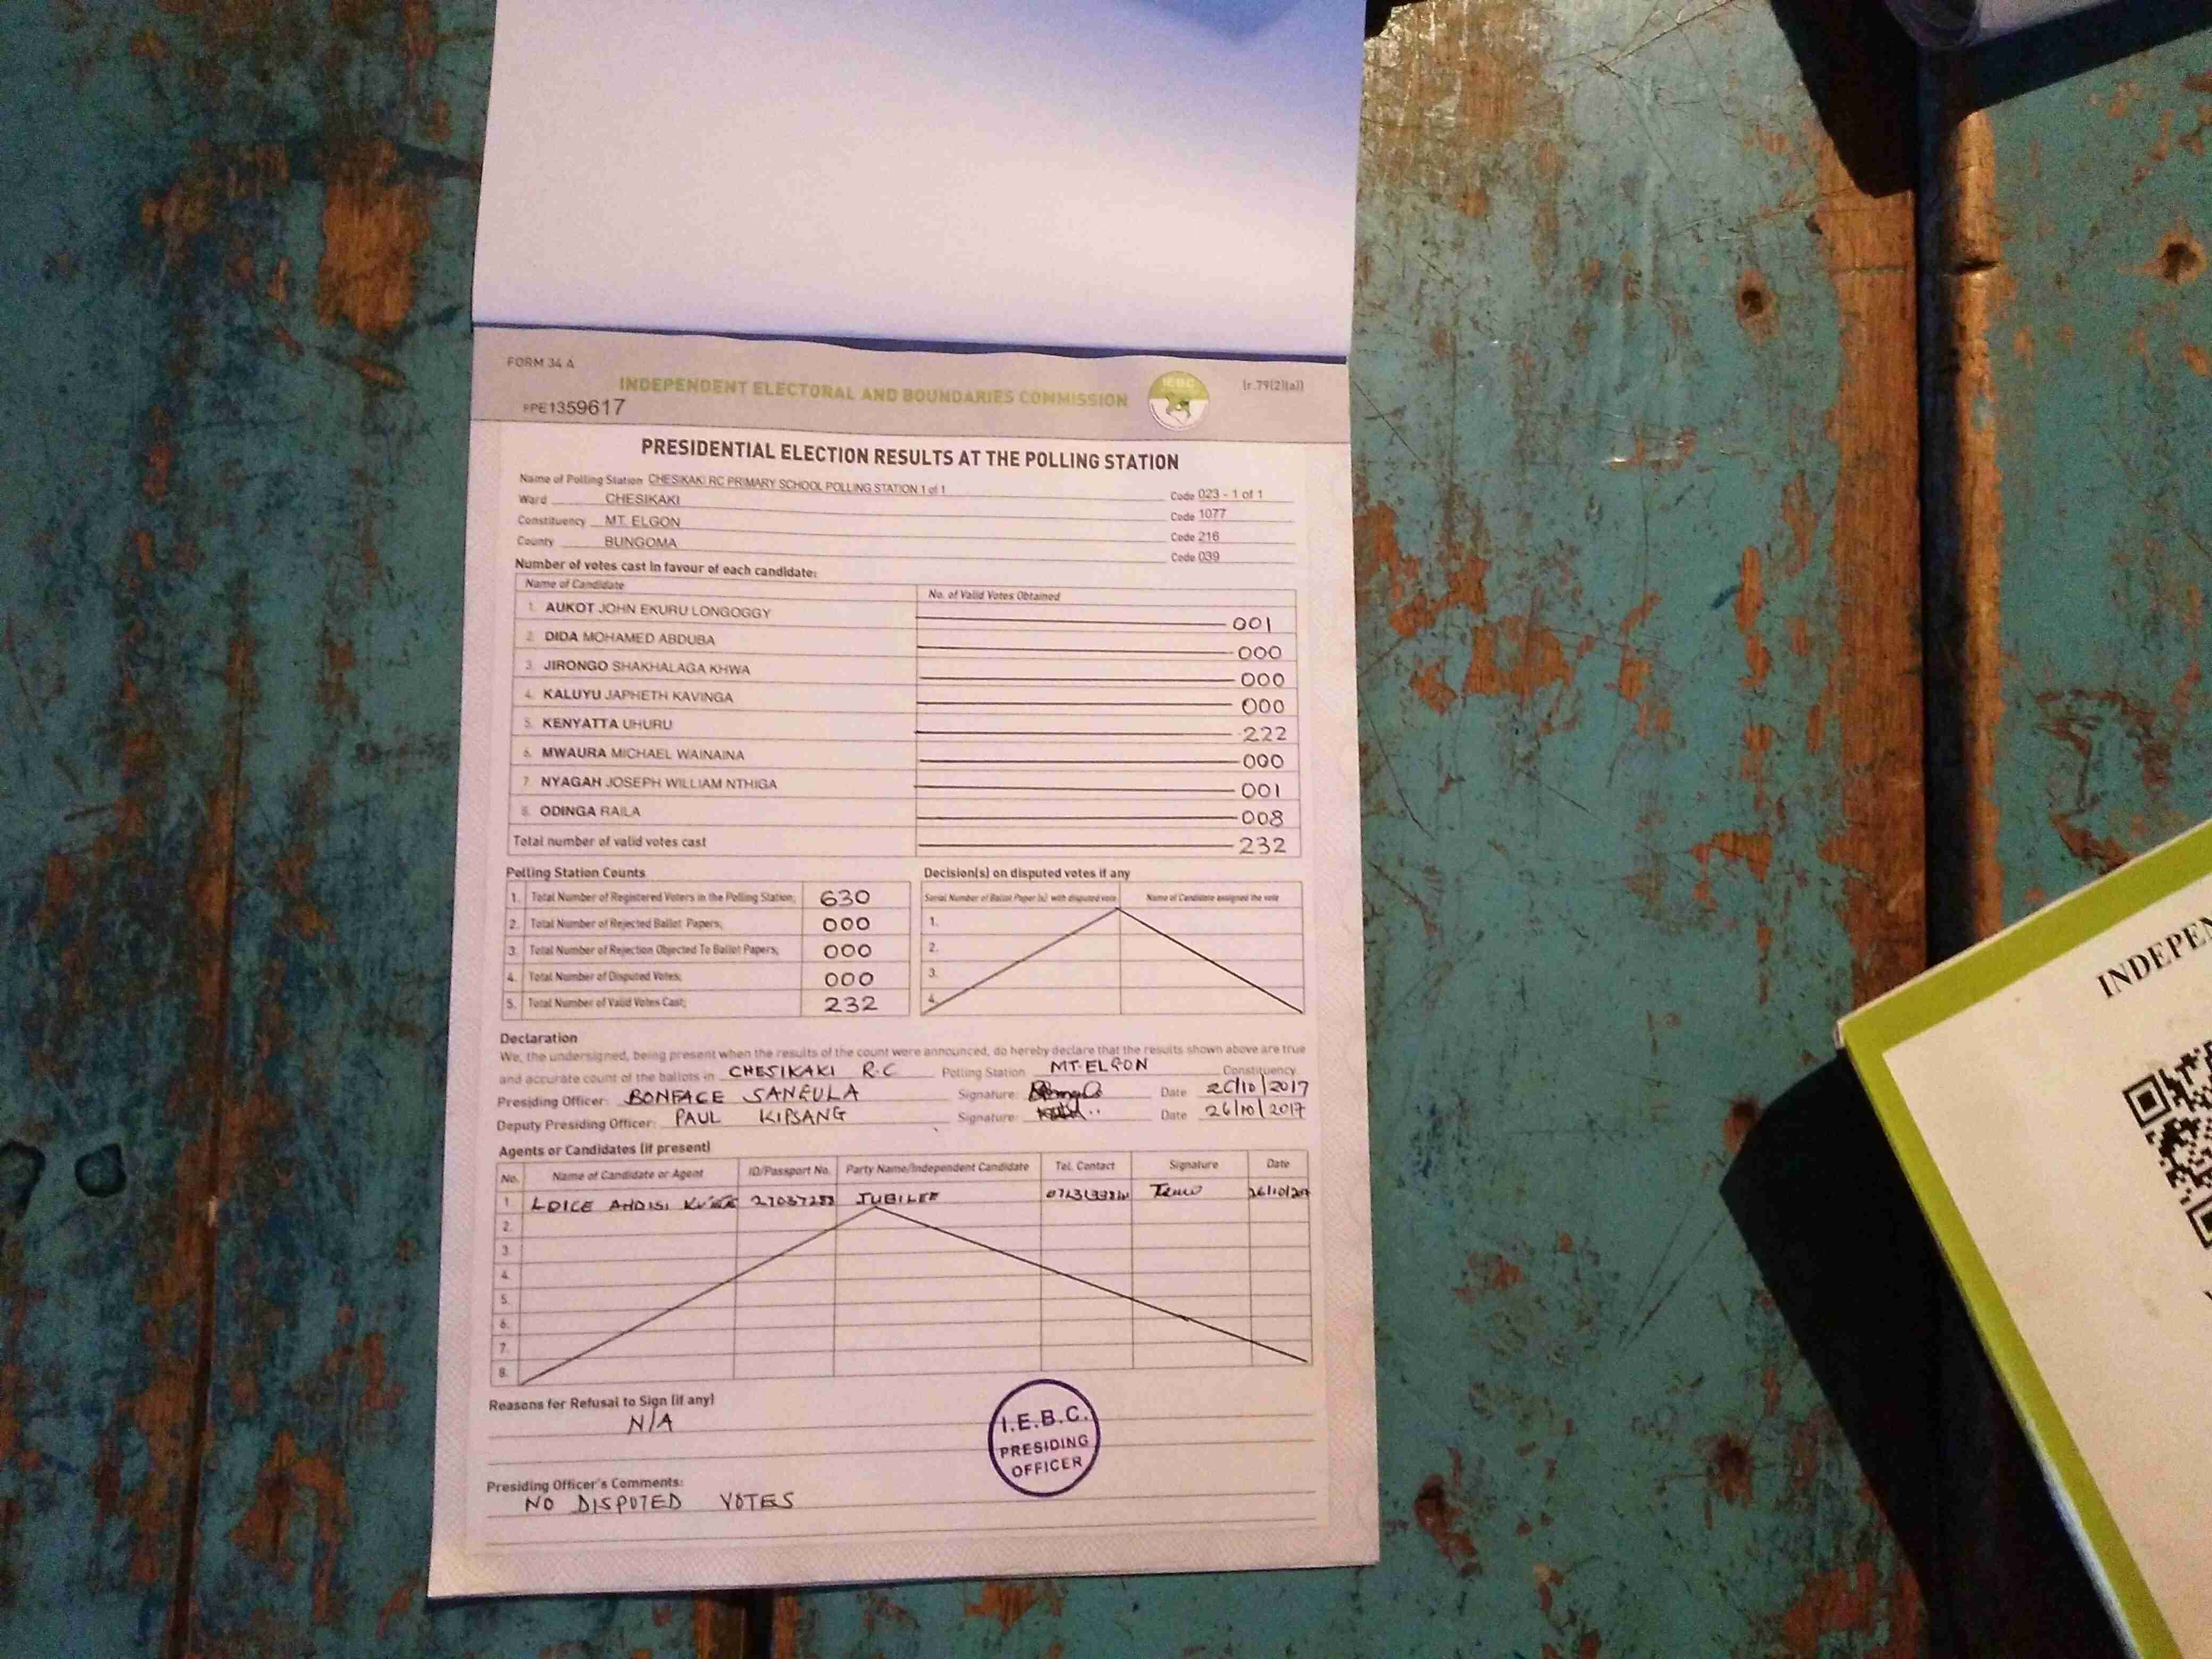 FORM 34 A
INDEPENDENT ELECTORAL AND BOUNDARIES COMMISSION
IEBC
(r.79(2)(a))
PPE1359617
PRESIDENTIAL ELECTION RESULTS AT THE POLLING STATION
Name of Polling Station CHESIKAKI RC PRIMARY SCHOOL POLLING STATION 1 of 1 Code 023 - 1 of 1
Ward CHESIKAKI Code 1077
Constituency MT. ELGON Code 216
County BUNGOMA Code 039
Number of votes cast in favour of each candidate:
Name of Candidate No. of Valid Votes Obtained
1. AUKOT JOHN EKURU LONGOGGY 001
2. DIDA MOHAMED ABDUBA 000
3. JIRONGO SHAKHALAGA KHWA 000
4. KALUYU JAPHETH KAVINGA 000
5. KENYATTA UHURU 222
6. MWAURA MICHAEL WAINAINA 000
7. NYAGAH JOSEPH WILLIAM NTHIGA 001
8. ODINGA RAILA 008
Total number of valid votes cast 232
Polling Station Counts
1. Total Number of Registered Voters in the Polling Station; 630
2. Total Number of Rejected Ballot Papers; 000
3. Total Number of Rejection Objected To Ballot Papers; 000
4. Total Number of Disputed Votes; 000
5. Total Number of Valid Votes Cast; 232
Decision(s) on disputed votes if any
Serial Number of Ballot Paper (s) with disputed vote Name of Candidate assigned the vote
1.
2.
3.
4.
Declaration
We, the undersigned, being present when the results of the count were announced, do hereby declare that the results shown above are true
and accurate count of the ballots in CHESIKAKI R.C Polling Station MT. ELGON Constituency
Presiding Officer: BONFACE SANGULA Signature: Date 26/10/2017
Deputy Presiding Officer: PAUL KIPSANG Signature: Date 26/10/2017
Agents or Candidates (if present)
No. Name of Candidate or Agent ID/Passport No. Party Name/Independent Candidate Tel. Contact Signature Date
1 LOICE ANDISI JUBILEE
2.
3.
4.
5.
6.
7.
8.
Reasons for Refusal to Sign (if any)
N/A
I.E.B.C.
PRESIDING
OFFICER
Presiding Officer's Comments:
NO DISPUTED VOTES
INDEPEN